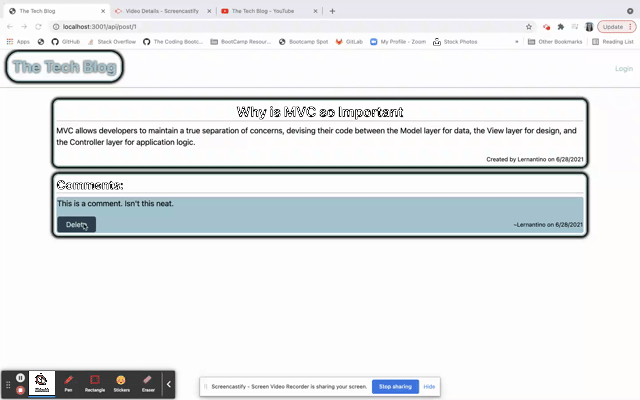 The Tech Blog
Video Details - Screencastify
The Tech Blog - YouTube
localhost:3001/api/post/1
Update
Apps
GitHub
Stack Overflow
The Coding Bootc...
BootCamp Resour...
Bootcamp Spot
GitLab
My Profile - Zoom
Stock Photos
»
Other Bookmarks
Reading List
The Tech Blog
Login
Why is MVC so Important
MVC allows developers to maintain a true separation of concerns, devising their code between the Model layer for data, the View layer for design, and
the Controller layer for application logic.
Created by Lernantino on 6/28/2021
Comments:
This is a comment. Isn't this neat.
Delete
~Lernantino on 6/28/2021
Pen
Rectangle
Stickers
Eraser
Screencastify - Screen Video Recorder is sharing your screen.
Stop sharing
Hide